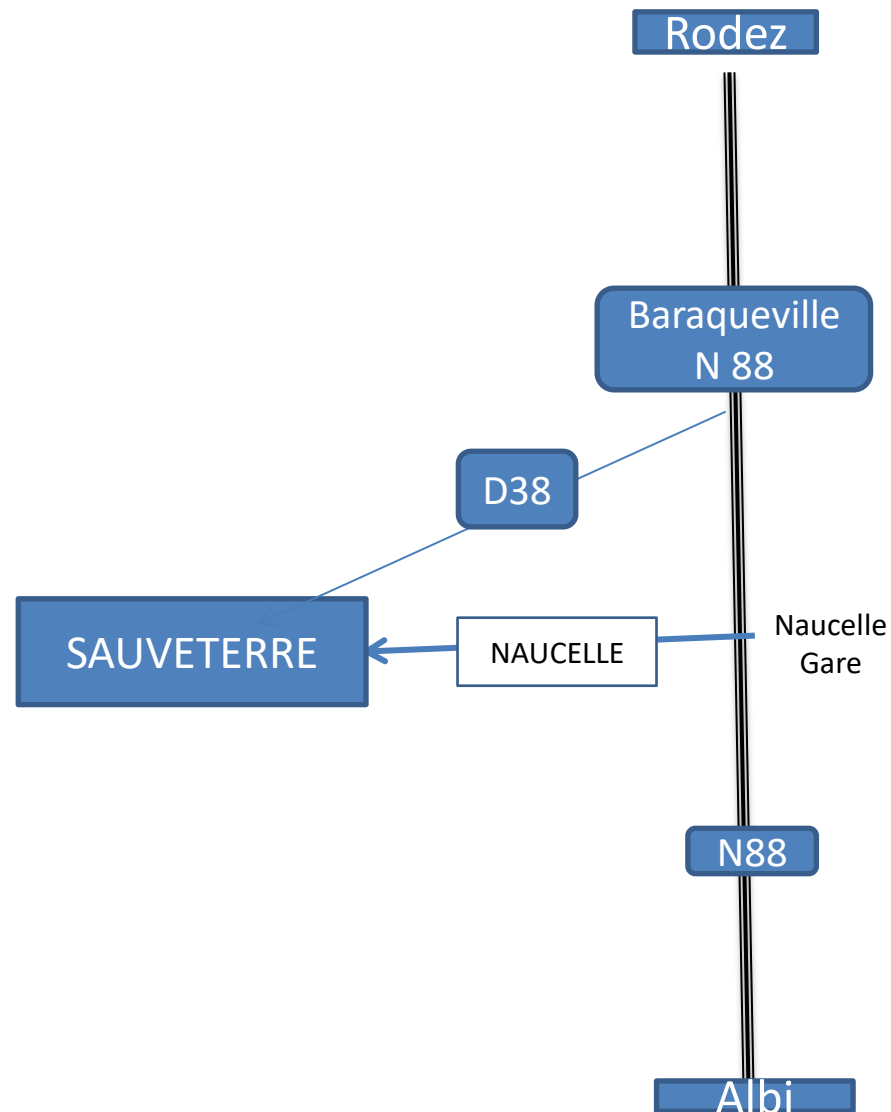 Rodez
Baraqueville
N 88
D38
SAUVETERRE
NAUCELLE
Naucelle
Gare
N88
Albi